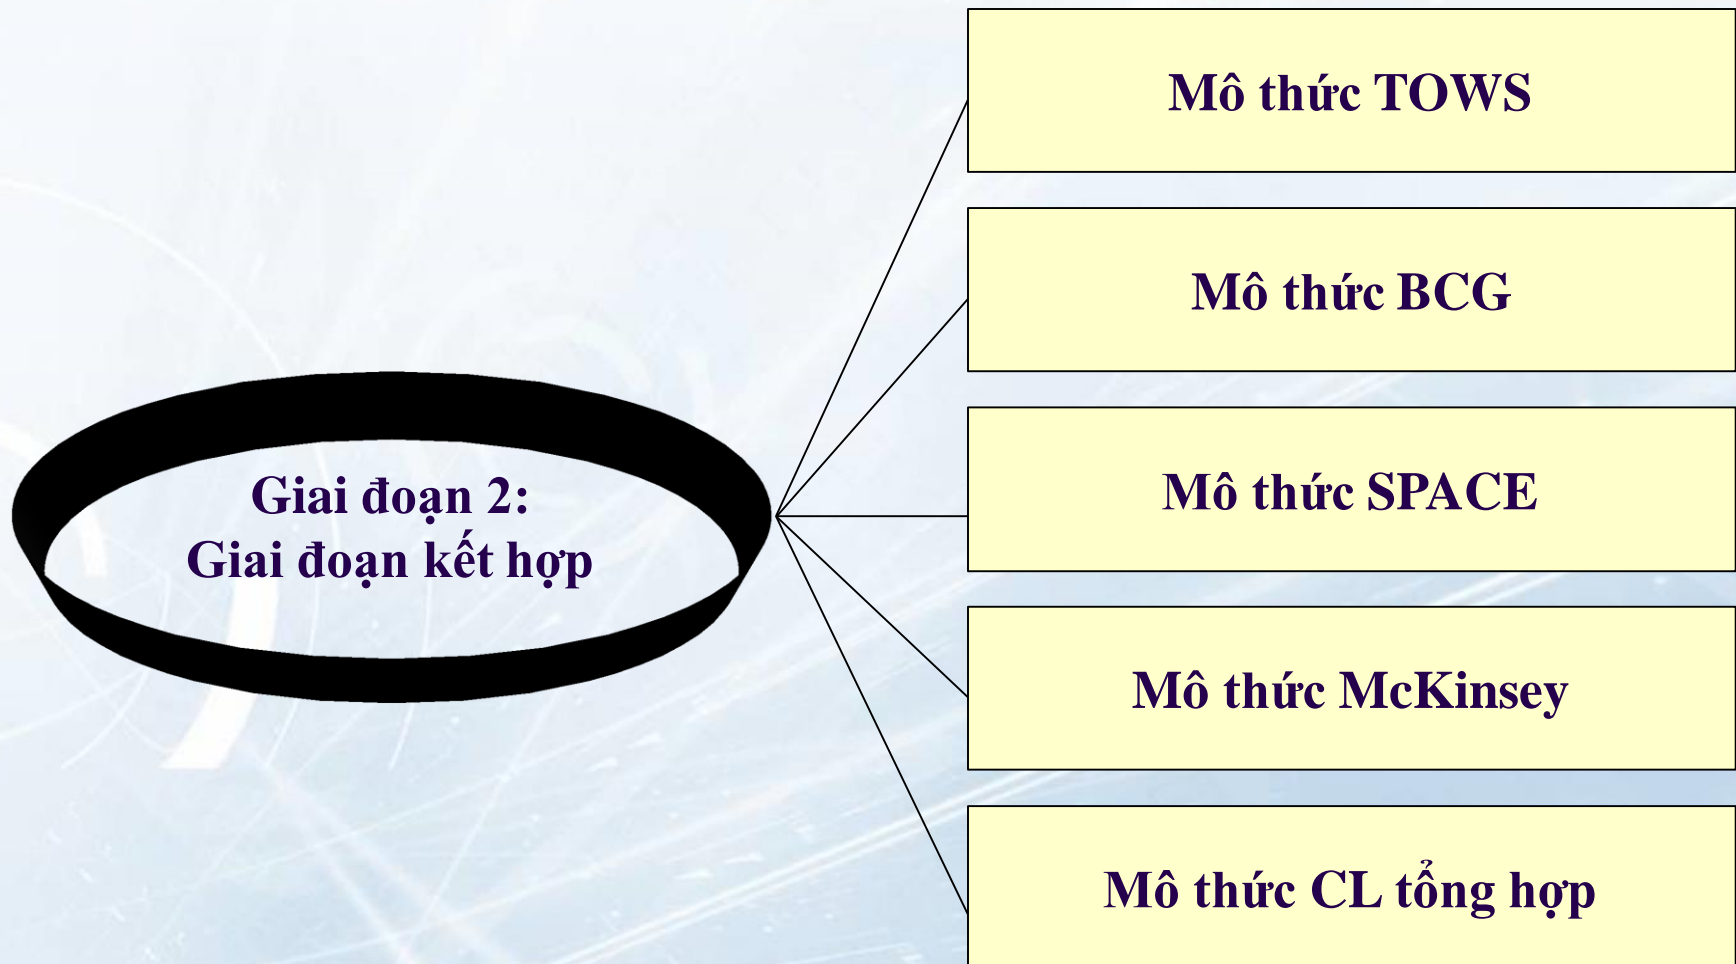 Mô thức TOWS
Mô thức BCG
Giai đoạn 2:
Giai đoạn kết hợp
Mô thức SPACE
Mô thức McKinsey
Mô thức CL tổng hợp